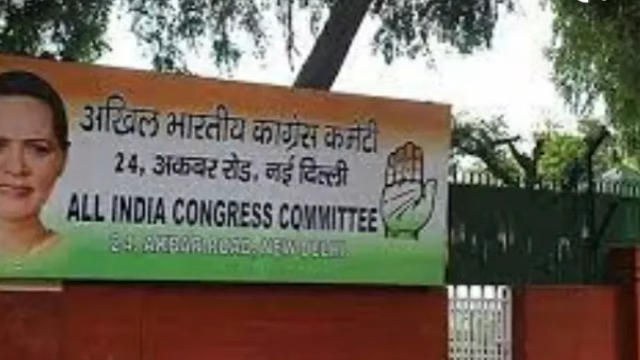 अखिल भारतीय कांग्रेस कमेटी
24, अकबर रोड, नई दिल्ली
ALL INDIA CONGRESS COMMITTEE
24, AKBAR ROAD, NEW DELHI.